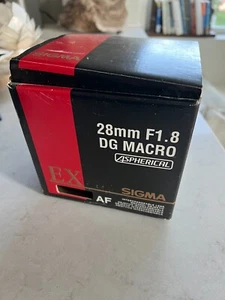 28mm F1.8
DG MACRO
ASPHERICAL
EX
SIGMA
AF